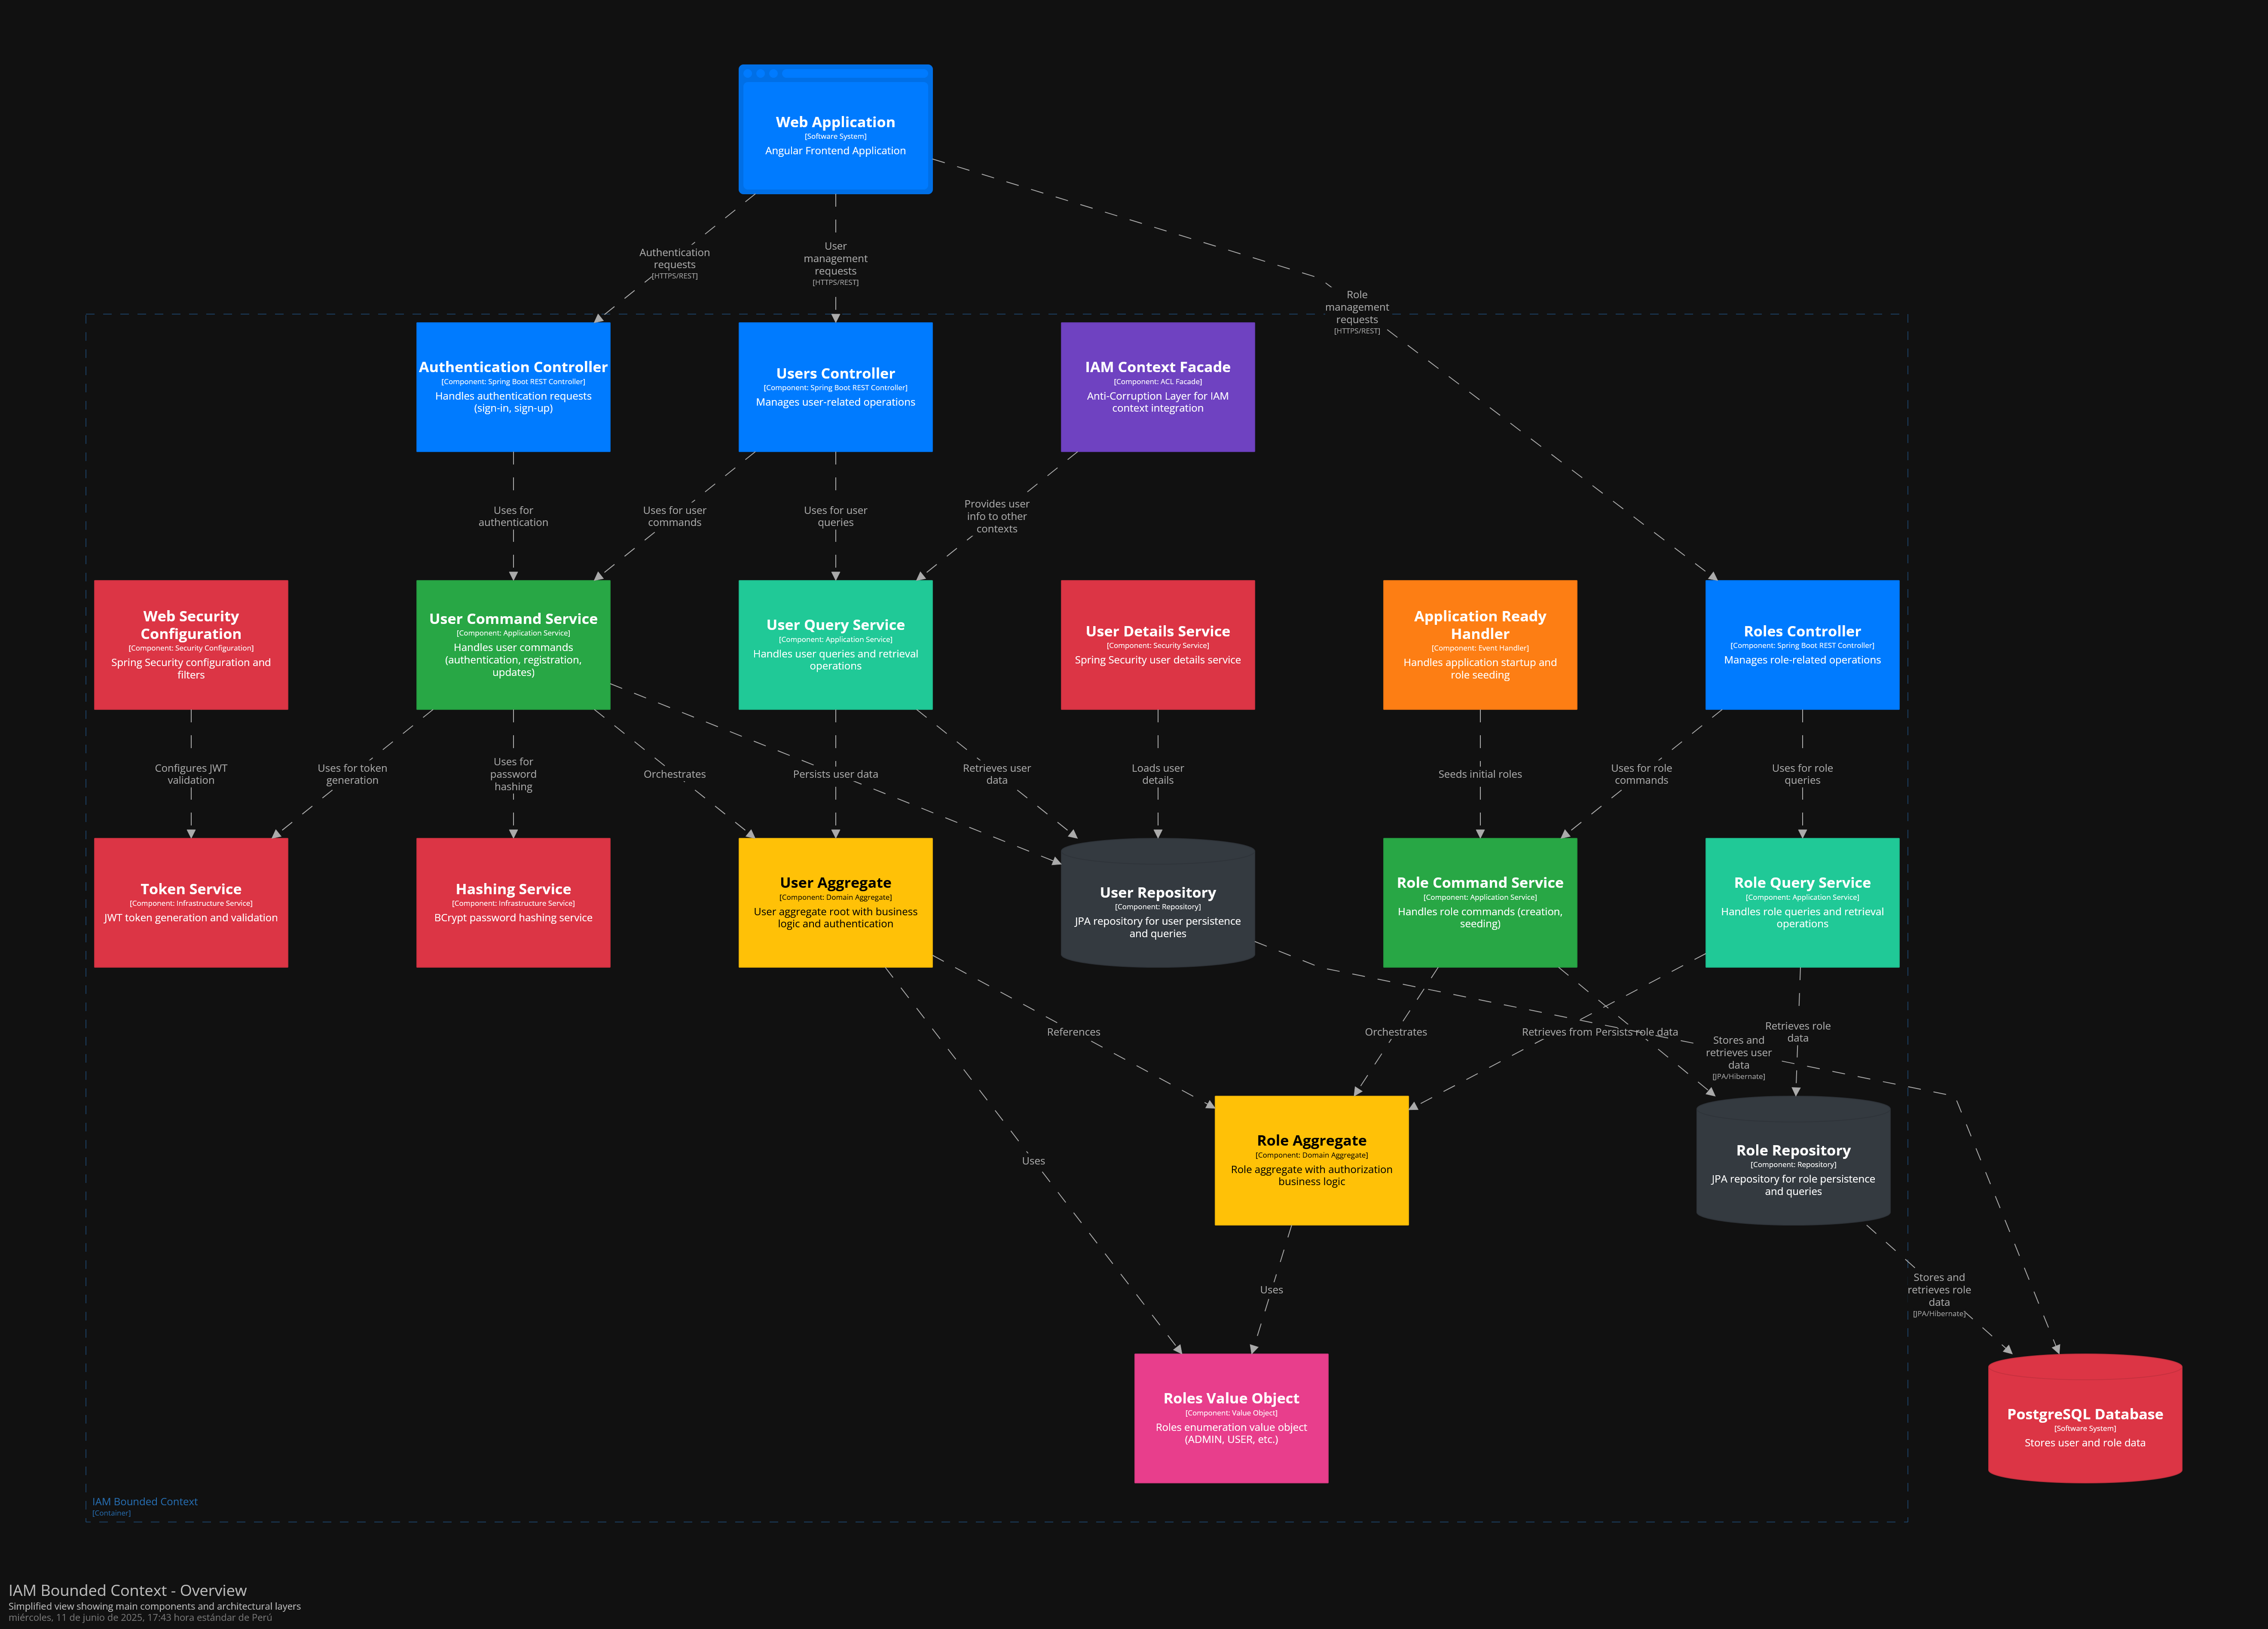 Web Application
[Software System]
Angular Frontend Application
Authentication
requests
[HTTPS/REST]
User
management
requests
[HTTPS/REST]
Role
management
requests
[HTTPS/REST]
Authentication Controller
[Component: Spring Boot REST Controller]
Handles authentication requests
(sign-in, sign-up)
Users Controller
[Component: Spring Boot REST Controller]
Manages user-related operations
IAM Context Facade
[Component: ACL Facade]
Anti-Corruption Layer for IAM
context integration
Uses for
authentication
Uses for user
commands
Uses for user
queries
Provides user
info to other
contexts
Web Security
Configuration
[Component: Security Configuration]
Spring Security configuration and
filters
User Command Service
[Component: Application Service]
Handles user commands
(authentication, registration,
updates)
User Query Service
[Component: Application Service]
Handles user queries and retrieval
operations
User Details Service
[Component: Security Service]
Spring Security user details service
Application Ready
Handler
[Component: Event Handler]
Handles application startup and
role seeding
Roles Controller
[Component: Spring Boot REST Controller]
Manages role-related operations
Configures JWT
validation
Uses for token
generation
Uses for
password
hashing
Orchestrates
Persists user data
Retrieves user
data
Loads user
details
Seeds initial roles
Uses for role
commands
Uses for role
queries
Token Service
[Component: Infrastructure Service]
JWT token generation and validation
Hashing Service
[Component: Infrastructure Service]
BCrypt password hashing service
User Aggregate
[Component: Domain Aggregate]
User aggregate root with business
logic and authentication
User Repository
[Component: Repository]
JPA repository for user persistence
and queries
Role Command Service
[Component: Application Service]
Handles role commands (creation,
seeding)
Role Query Service
[Component: Application Service]
Handles role queries and retrieval
operations
References
Orchestrates
Retrieves from
Persists role data
Stores and
retrieves user
data
[JPA/Hibernate]
Retrieves role
data
Uses
Role Aggregate
[Component: Domain Aggregate]
Role aggregate with authorization
business logic
Role Repository
[Component: Repository]
JPA repository for role persistence
and queries
Uses
Stores and
retrieves role
data
[JPA/Hibernate]
Roles Value Object
[Component: Value Object]
Roles enumeration value object
(ADMIN, USER, etc.)
PostgreSQL Database
[Software System]
Stores user and role data
IAM Bounded Context
[Container]
IAM Bounded Context - Overview
Simplified view showing main components and architectural layers
miércoles, 11 de junio de 2025, 17:43 hora estándar de Perú